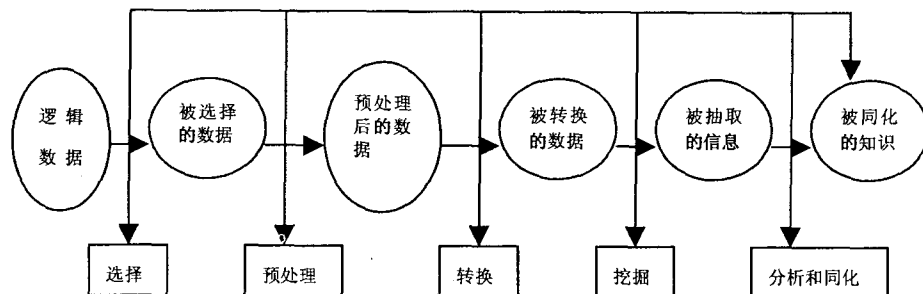 逻辑
数据
被选择
的数据
预处理
后的数
据
被转换
的数据
被抽取
的信息
被同化
的知识
选择
预处理
转换
挖掘
分析和同化